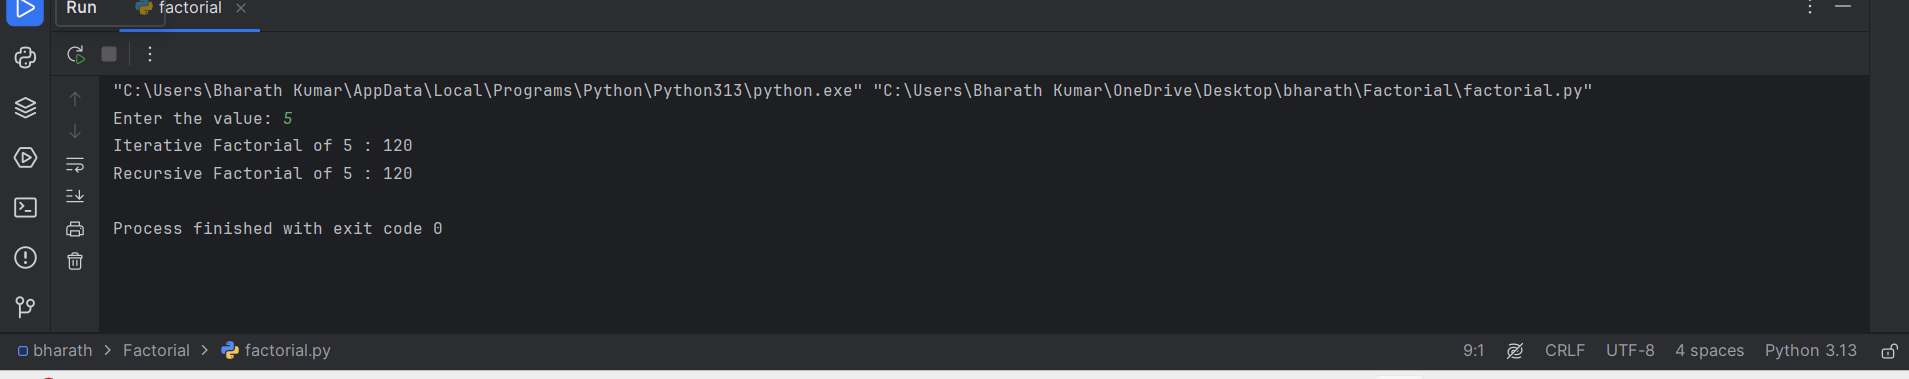 Run factorial
"C:\Users\Bharath Kumar\AppData\Local\Programs\Python\Python313\python.exe" "C:\Users\Bharath Kumar\OneDrive\Desktop\bharath\Factorial\factorial.py"
Enter the value: 5
Iterative Factorial of 5 : 120
Recursive Factorial of 5 : 120
Process finished with exit code 0
bharath > Factorial > factorial.py 9:1 CRLF UTF-8 4 spaces Python 3.13